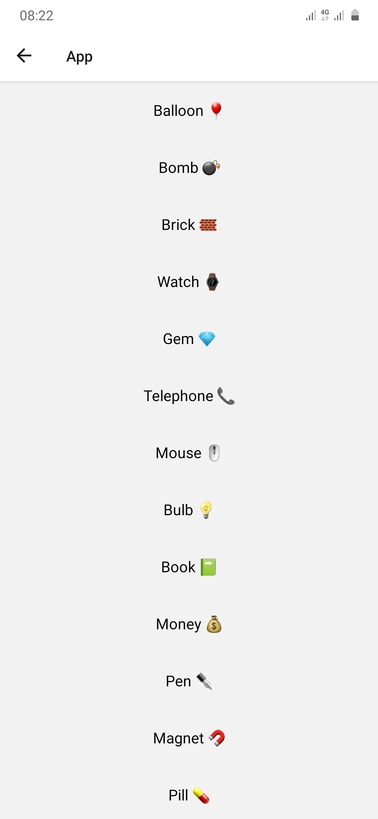 08:22
4G
App
Balloon 🎈
Bomb 💣
Brick 🧱
Watch ⌚
Gem 💎
Telephone 📞
Mouse 🖱️
Bulb 💡
Book 📗
Money 💰
Pen ✒️
Magnet 🧲
Pill 💊